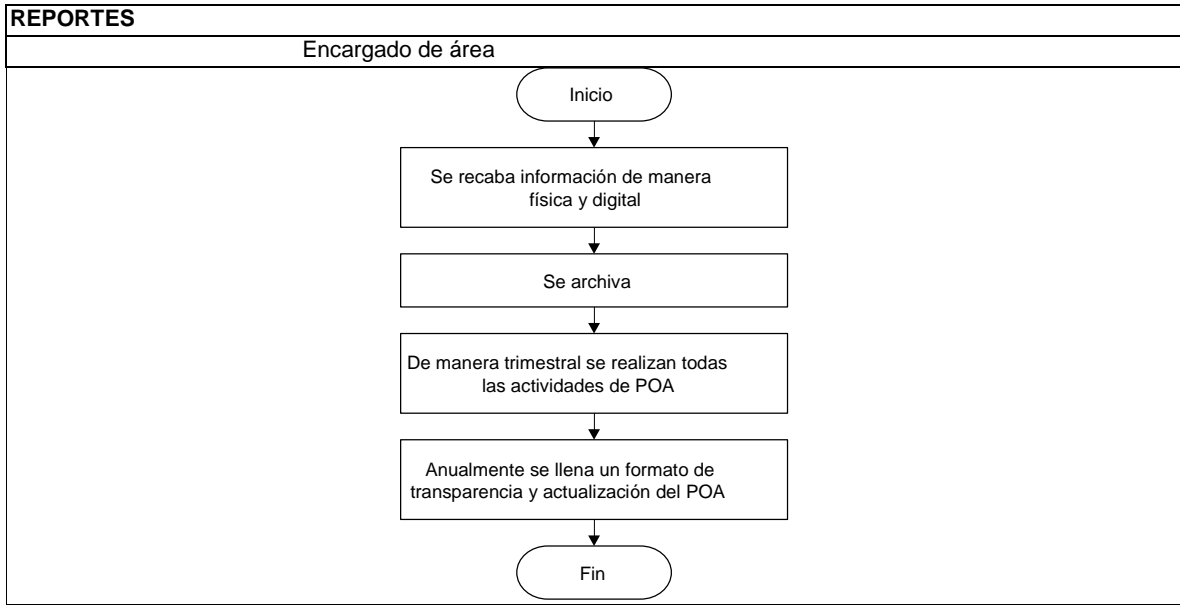 REPORTES
Encargado de área
Inicio
Se recaba información de manera
física y digital
Se archiva
De manera trimestral se realizan todas
las actividades de POA
Anualmente se llena un formato de
transparencia y actualización del POA
Fin